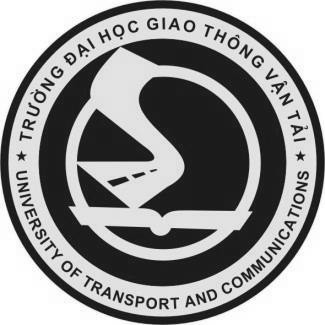 TRƯỜNG ĐẠI HỌC GIAO THÔNG VẬN TẢI
UNIVERSITY OF TRANSPORT AND COMMUNICATIONS